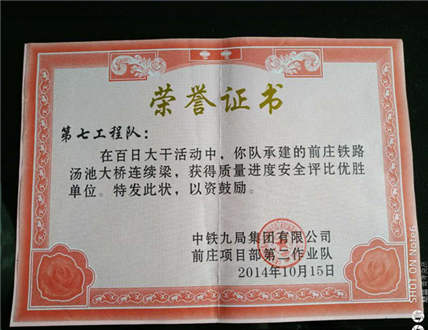 荣誉证书
第七工程队：
在百日大干活动中，你队承建的前庄铁路
汤池大桥连续梁，获得质量进度安全评比优胜
单位。特发此状，以资鼓励。
中铁九局集团有限公司
前庄项目部第二作业队
2014年10月15日
SHOT ON Note6